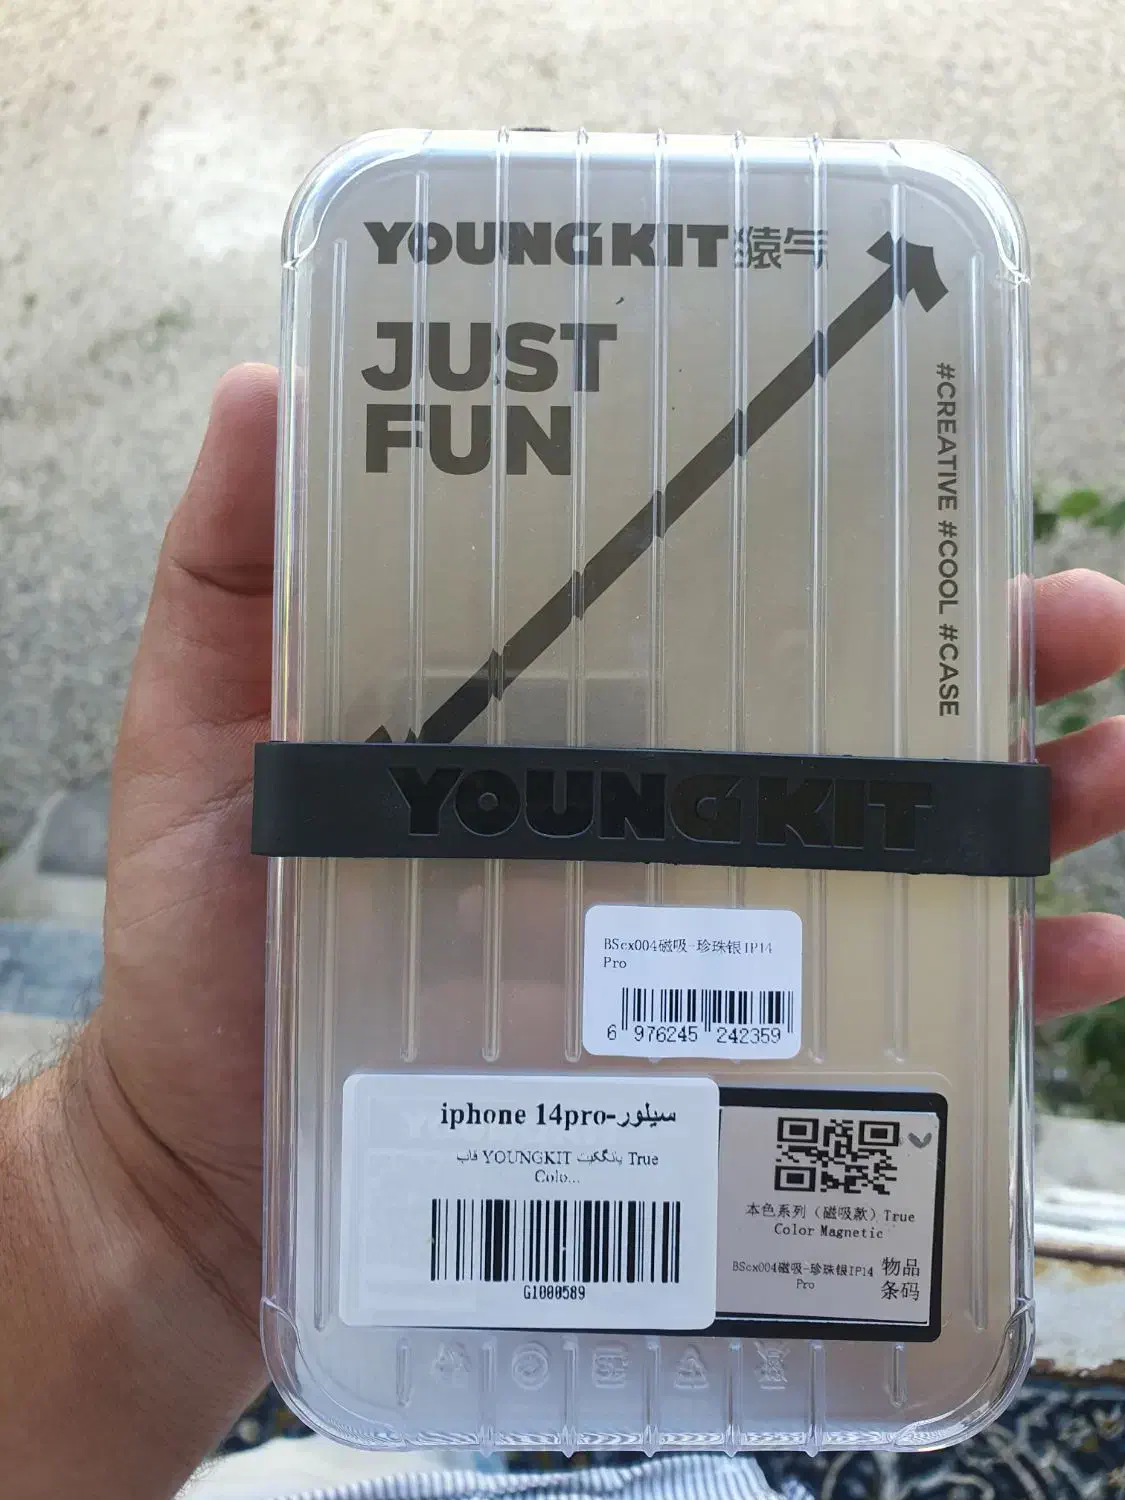 YOUNGKIT猿气
JUST
FUN
#CREATIVE #COOL #CASE
YOUNGKIT
BScx004磁吸-珍珠银IP14
Pro
6 976245 242359
iphone 14pro-سیلور
قاب YOUNGKIT یانگکیت True
Colo...
G1000589
本色系列（磁吸款）True
Color Magnetic
BScx004磁吸-珍珠银IP14
Pro
物品
条码